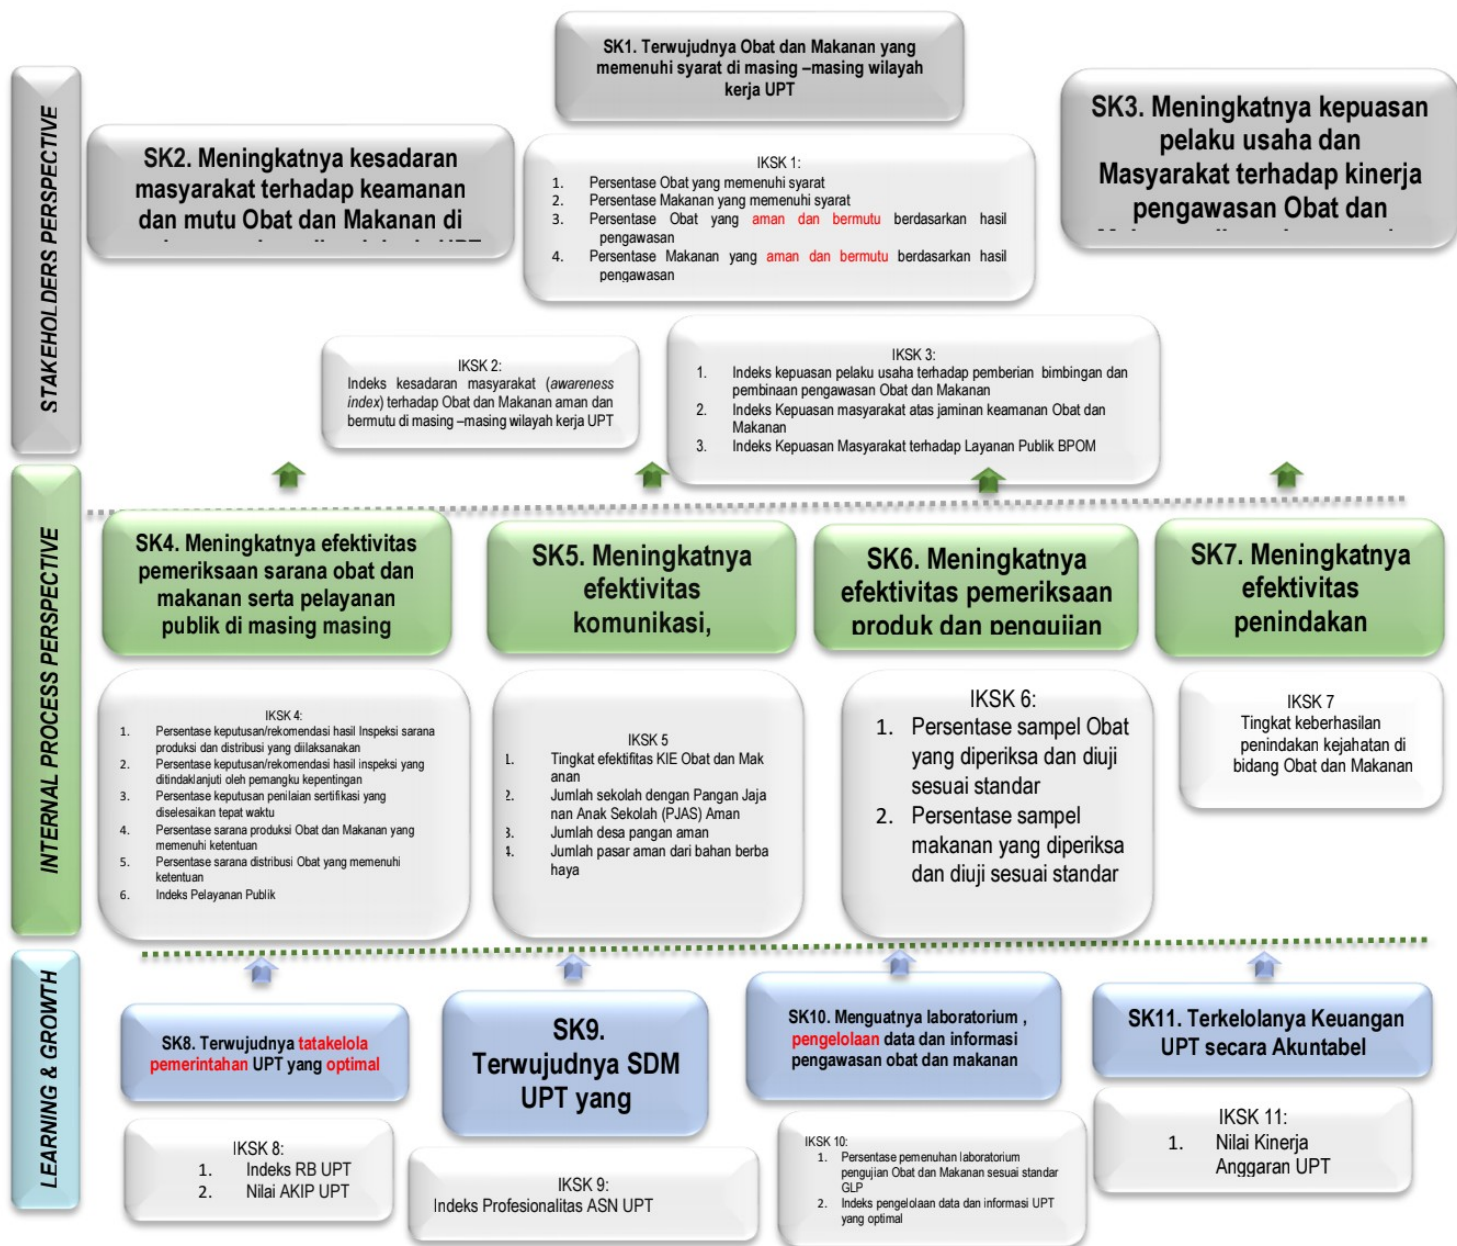 STAKEHOLDERS PERSPECTIVE
SK1. Terwujudnya Obat dan Makanan yang
memenuhi syarat di masing –masing wilayah
kerja UPT
SK2. Meningkatnya kesadaran
masyarakat terhadap keamanan
dan mutu Obat dan Makanan di
SK3. Meningkatnya kepuasan
pelaku usaha dan
Masyarakat terhadap kinerja
pengawasan Obat dan
IKSK 1:
1. Persentase Obat yang memenuhi syarat
2. Persentase Makanan yang memenuhi syarat
3. Persentase Obat yang aman dan bermutu berdasarkan hasil
pengawasan
4. Persentase Makanan yang aman dan bermutu berdasarkan hasil
pengawasan
IKSK 2:
Indeks kesadaran masyarakat (awareness
index) terhadap Obat dan Makanan aman dan
bermutu di masing –masing wilayah kerja UPT
IKSK 3:
1. Indeks kepuasan pelaku usaha terhadap pemberian bimbingan dan
pembinaan pengawasan Obat dan Makanan
2. Indeks Kepuasan masyarakat atas jaminan keamanan Obat dan
Makanan
3. Indeks Kepuasan Masyarakat terhadap Layanan Publik BPOM
INTERNAL PROCESS PERSPECTIVE
SK4. Meningkatnya efektivitas
pemeriksaan sarana obat dan
makanan serta pelayanan
publik di masing masing
SK5. Meningkatnya
efektivitas
komunikasi,
SK6. Meningkatnya
efektivitas pemeriksaan
produk dan pengujian
SK7. Meningkatnya
efektivitas
penindakan
IKSK 4:
1. Persentase keputusan/rekomendasi hasil Inspeksi sarana
produksi dan distribusi yang diilaksanakan
2. Persentase keputusan/rekomendasi hasil inspeksi yang
ditindaklanjuti oleh pemangku kepentingan
3. Persentase keputusan penilaian sertifikasi yang
diselesaikan tepat waktu
4. Persentase sarana produksi Obat dan Makanan yang
memenuhi ketentuan
5. Persentase sarana distribusi Obat yang memenuhi
ketentuan
6. Indeks Pelayanan Publik
IKSK 5
1. Tingkat efektifitas KIE Obat dan Mak
anan
2. Jumlah sekolah dengan Pangan Jaja
nan Anak Sekolah (PJAS) Aman
3. Jumlah desa pangan aman
4. Jumlah pasar aman dari bahan berba
haya
IKSK 6:
1. Persentase sampel Obat
yang diperiksa dan diuji
sesuai standar
2. Persentase sampel
makanan yang diperiksa
dan diuji sesuai standar
IKSK 7
Tingkat keberhasilan
penindakan kejahatan di
bidang Obat dan Makanan
LEARNING & GROWTH
SK8. Terwujudnya tatakelola
pemerintahan UPT yang optimal
SK9.
Terwujudnya SDM
UPT yang
SK10. Menguatnya laboratorium ,
pengelolaan data dan informasi
pengawasan obat dan makanan
SK11. Terkelolanya Keuangan
UPT secara Akuntabel
IKSK 8:
1. Indeks RB UPT
2. Nilai AKIP UPT
IKSK 9:
Indeks Profesionalitas ASN UPT
IKSK 10:
1. Persentase pemenuhan laboratorium
pengujian Obat dan Makanan sesuai standar
GLP
2. Indeks pengelolaan data dan informasi UPT
yang optimal
IKSK 11:
1. Nilai Kinerja
Anggaran UPT